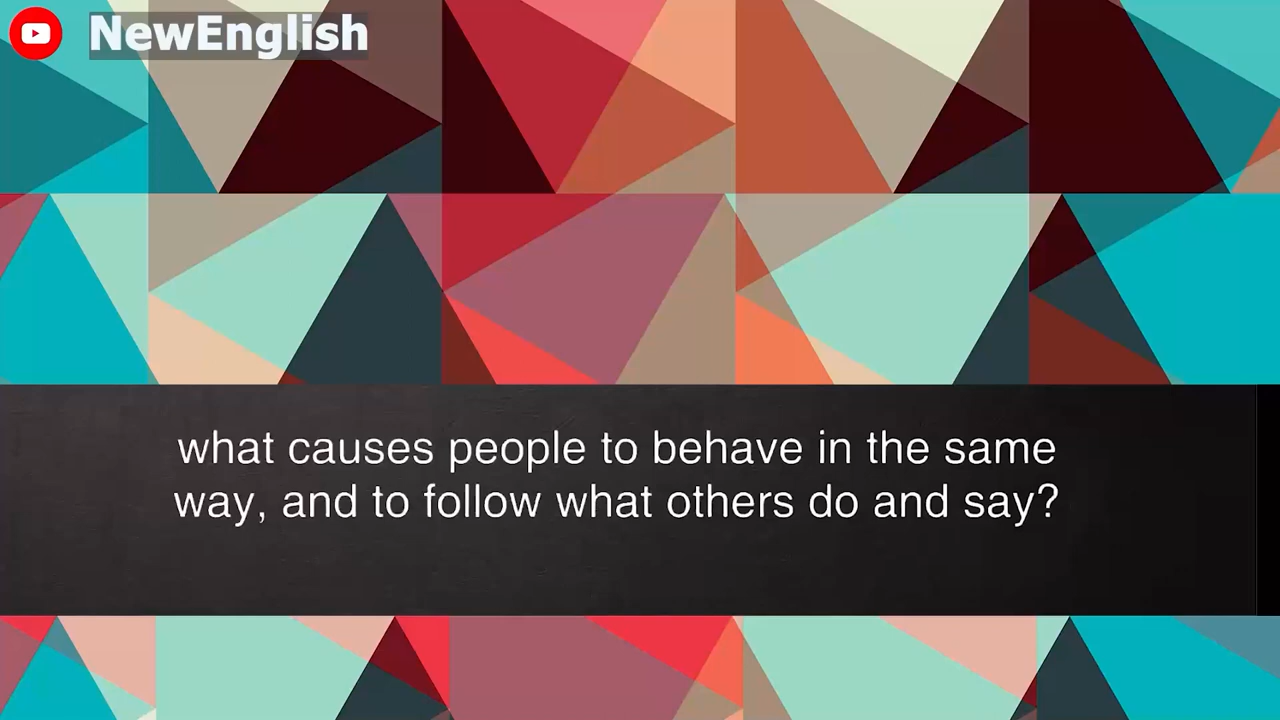 NewEnglish
what causes people to behave in the same
way, and to follow what others do and say?